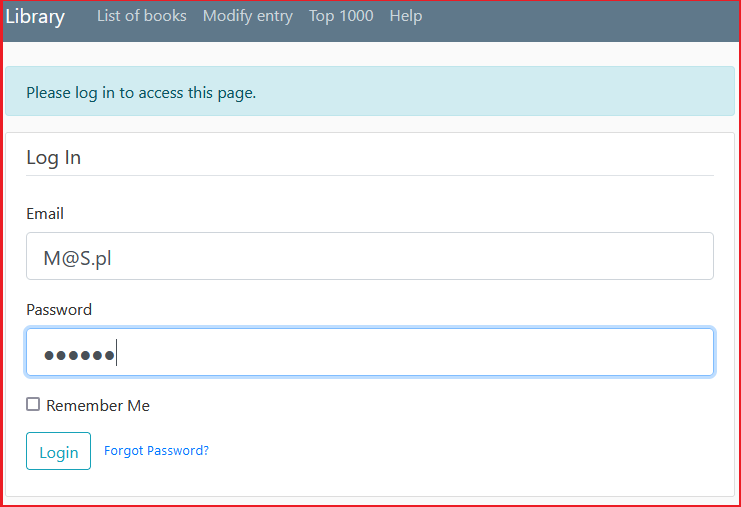 Library List of books Modify entry Top 1000 Help
Please log in to access this page.
Log In
Email
M@S.pl
Password
●●●●●●
Remember Me
Login Forgot Password?